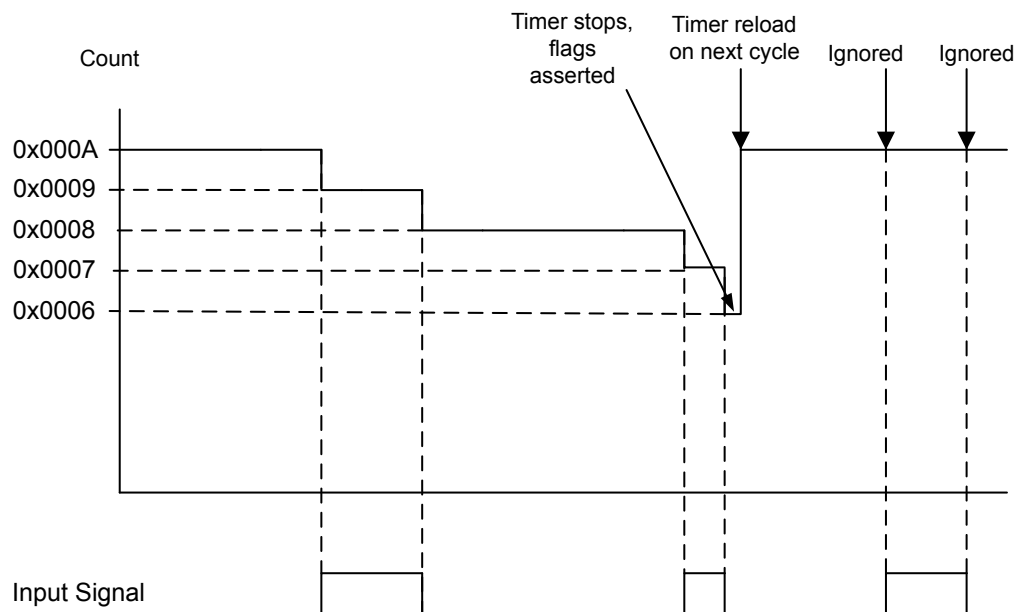 Timer stops,
flags
asserted
Timer reload
on next cycle
Ignored
Ignored
Count
0x000A
0x0009
0x0008
0x0007
0x0006
Input Signal